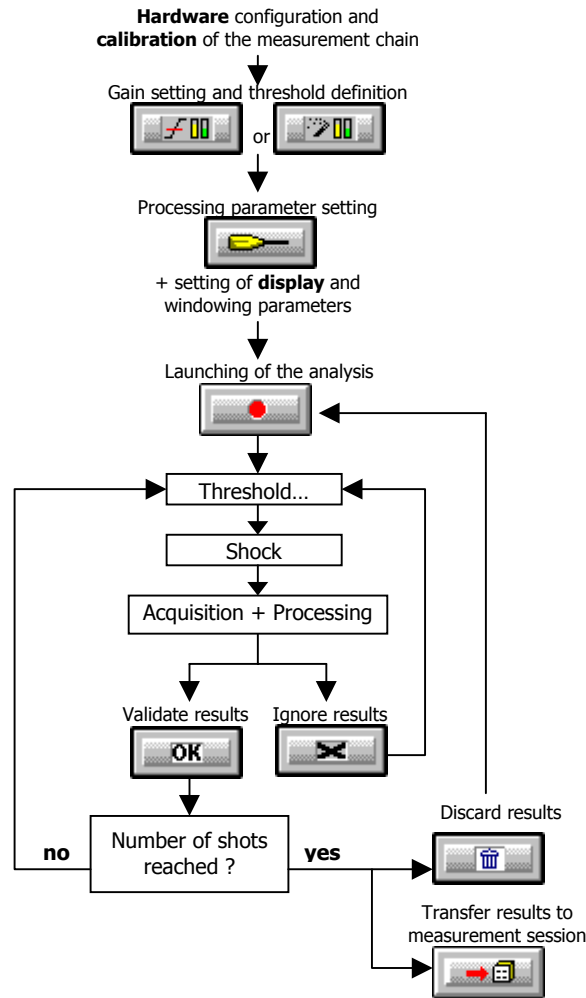 Hardware configuration and
calibration of the measurement chain
Gain setting and threshold definition
or
Processing parameter setting
+ setting of display and
windowing parameters
Launching of the analysis
Threshold...
Shock
Acquisition + Processing
Validate results
Ignore results
OK
Number of shots
reached ?
no
yes
Discard results
Transfer results to
measurement session